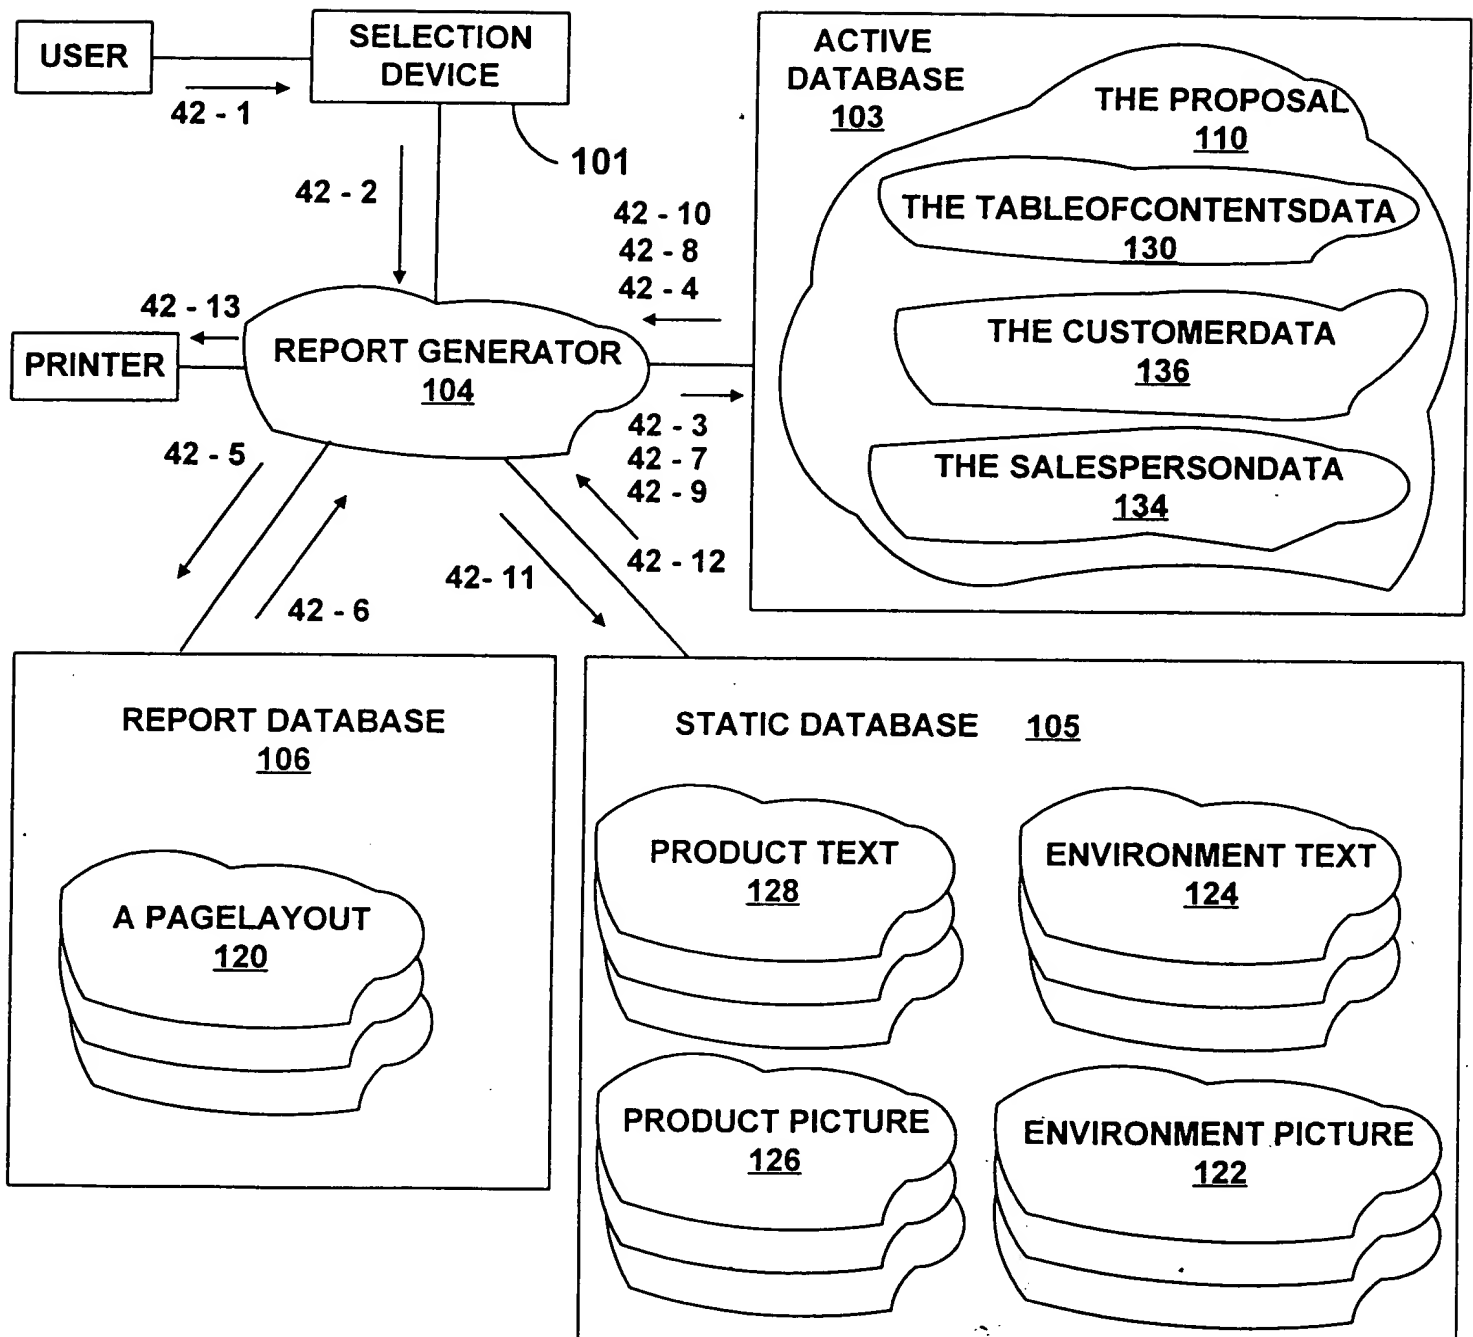 USER
42 - 1
SELECTION
DEVICE
101
42 - 2
42 - 10
42 - 8
42 - 4
42 - 13
PRINTER
REPORT GENERATOR
104
42 - 3
42 - 7
42 - 9
42 - 5
42 - 6
42- 11
42 - 12
ACTIVE
DATABASE
103
THE PROPOSAL
110
THE TABLEOFCONTENTSDATA
130
THE CUSTOMERDATA
136
THE SALESPERSONDATA
134
REPORT DATABASE
106
A PAGELAYOUT
120
STATIC DATABASE 105
PRODUCT TEXT
128
ENVIRONMENT TEXT
124
PRODUCT PICTURE
126
ENVIRONMENT PICTURE
122